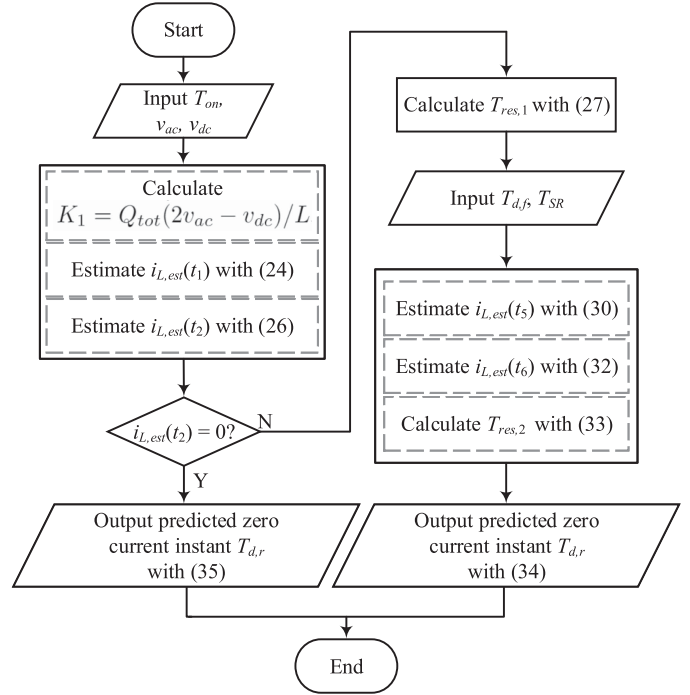 Start
Input T_on,
v_ac, v_dc
Calculate
K_1 = Q_tot(2v_ac − v_dc)/L
Estimate i_L,est(t_1) with (24)
Estimate i_L,est(t_2) with (26)
i_L,est(t_2) = 0?
N
Y
Output predicted zero
current instant T_d,r
with (35)
Calculate T_res,1 with (27)
Input T_d,f, T_SR
Estimate i_L,est(t_5) with (30)
Estimate i_L,est(t_6) with (32)
Calculate T_res,2 with (33)
Output predicted zero
current instant T_d,r
with (34)
End